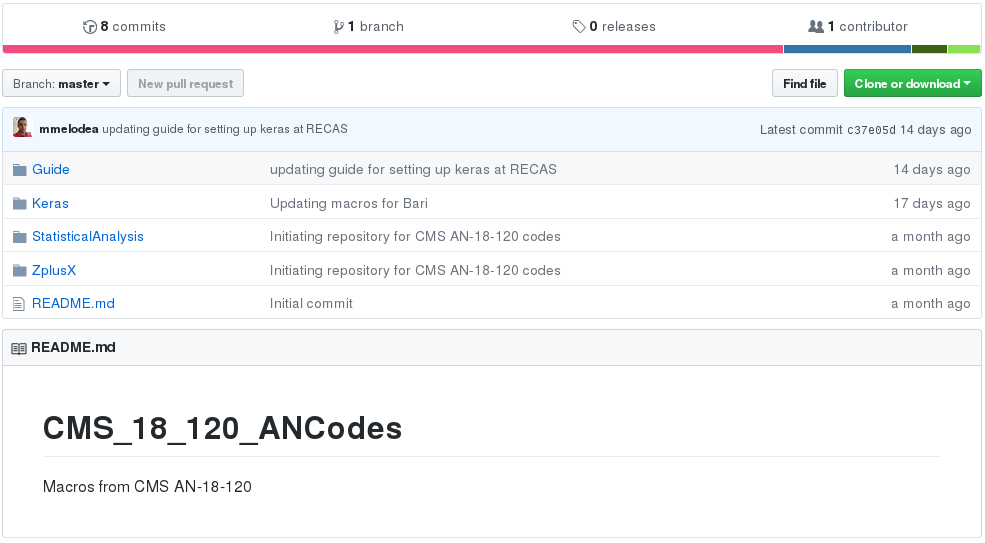 8 commits 1 branch 0 releases 1 contributor
Branch: master New pull request Find file Clone or download
mmelodea updating guide for setting up keras at RECAS Latest commit c37e05d 14 days ago
Guide updating guide for setting up keras at RECAS 14 days ago
Keras Updating macros for Bari 17 days ago
StatisticalAnalysis Initiating repository for CMS AN-18-120 codes a month ago
ZplusX Initiating repository for CMS AN-18-120 codes a month ago
README.md Initial commit a month ago
README.md
CMS_18_120_ANCodes
Macros from CMS AN-18-120